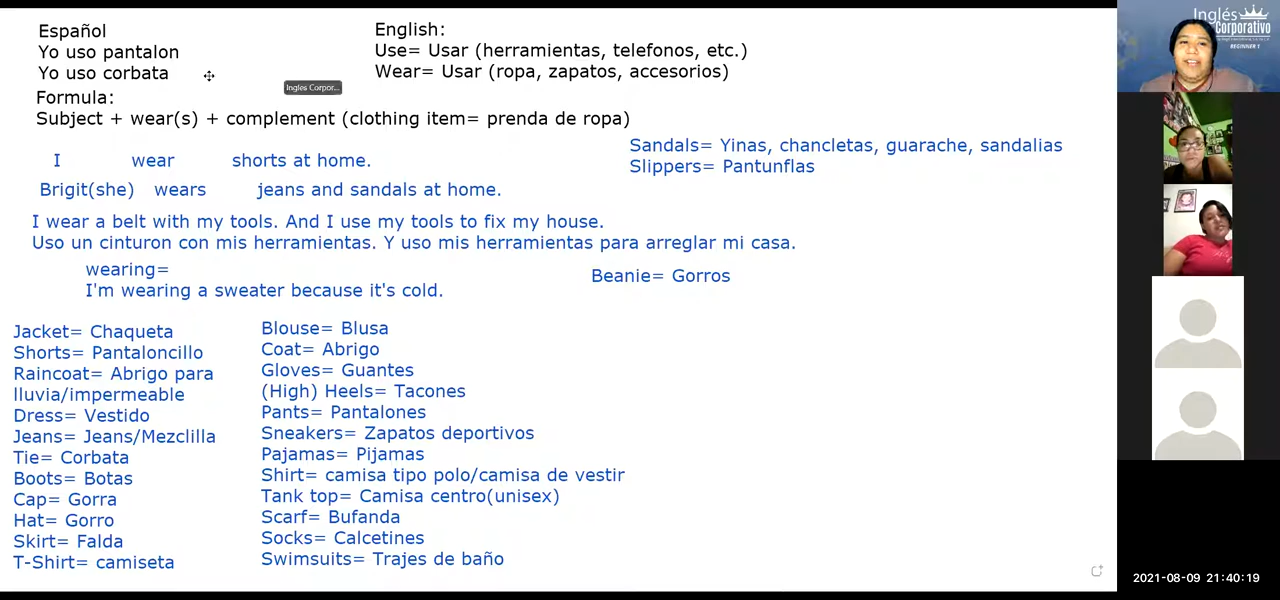 Español
Yo uso pantalon
Yo uso corbata
English:
Use= Usar (herramientas, telefonos, etc.)
Wear= Usar (ropa, zapatos, accesorios)
Ingles Corpor...
Formula:
Subject + wear(s) + complement (clothing item= prenda de ropa)
I wear shorts at home.
Brigit(she) wears jeans and sandals at home.
Sandals= Yinas, chancletas, guarache, sandalias
Slippers= Pantunflas
I wear a belt with my tools. And I use my tools to fix my house.
Uso un cinturon con mis herramientas. Y uso mis herramientas para arreglar mi casa.
wearing=
I'm wearing a sweater because it's cold.
Beanie= Gorros
Jacket= Chaqueta
Shorts= Pantaloncillo
Raincoat= Abrigo para
lluvia/impermeable
Dress= Vestido
Jeans= Jeans/Mezclilla
Tie= Corbata
Boots= Botas
Cap= Gorra
Hat= Gorro
Skirt= Falda
T-Shirt= camiseta
Blouse= Blusa
Coat= Abrigo
Gloves= Guantes
(High) Heels= Tacones
Pants= Pantalones
Sneakers= Zapatos deportivos
Pajamas= Pijamas
Shirt= camisa tipo polo/camisa de vestir
Tank top= Camisa centro(unisex)
Scarf= Bufanda
Socks= Calcetines
Swimsuits= Trajes de baño
Inglés
Corporativo
BEGINNER 1
2021-08-09 21:40:19